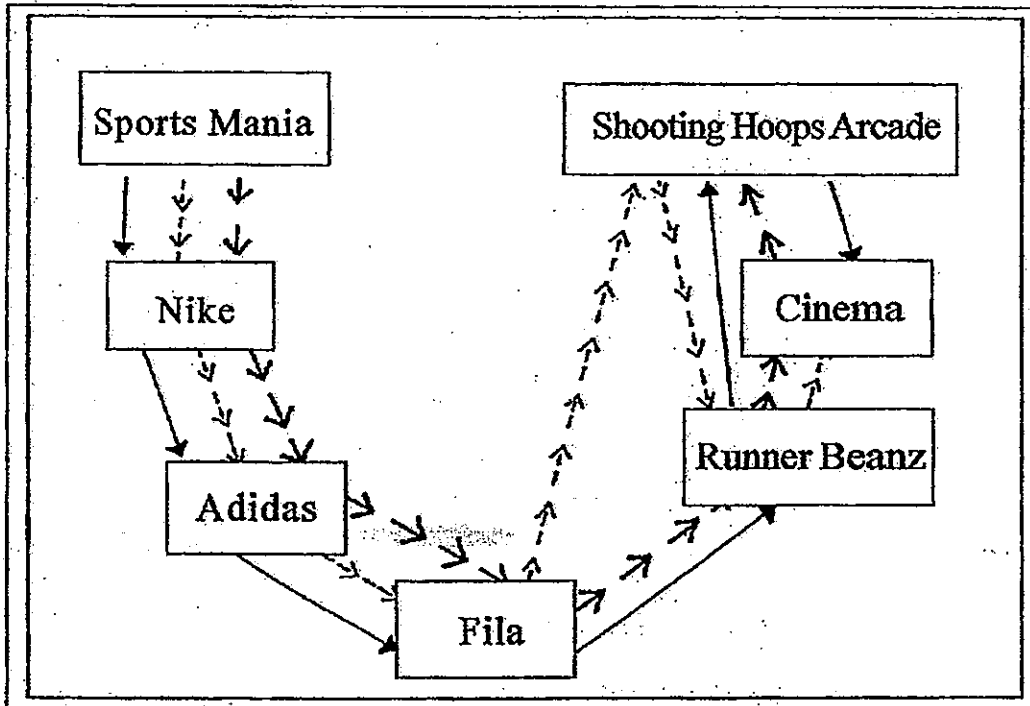 Sports Mania
Shooting Hoops Arcade
Nike
Cinema
Runner Beanz
Adidas
Fila